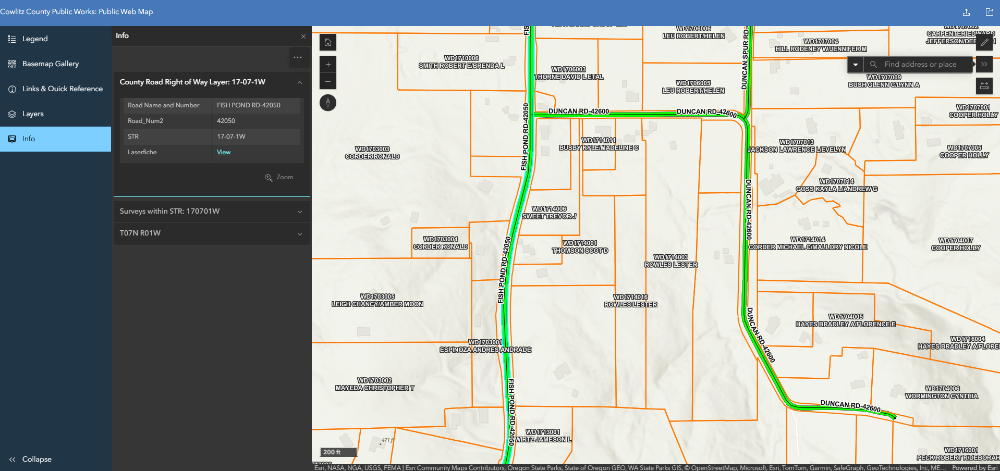 Cowlitz County Public Works: Public Web Map
Legend
Basemap Gallery
Links & Quick Reference
Layers
Info
Collapse
Info
County Road Right of Way Layer: 17-07-1W
Road Name and Number FISH POND RD-42050
Road_Num2 42050
STR 17-07-1W
Laserfiche View
Zoom
Surveys within STR: 170701W
T07N R01W
Find address or place
FIS
WD1706006
LEU ROBERT/HELEN
WD1707002
CARPENTER EDWARD
WD1707004
HILL RODENEY W/JENNIFER M
DUNCAN SPUR RD-
WD1710006
SMITH ROBERT E/BRENDA L
WD1706003
THORNE DAVID L ETAL
WD1706005
LEU ROBERT/HELEN
WD1707009
BUSH GLENN C/LYNN A
WD1707001
COOPER HOLLY
DUNCAN RD-42600
DUNCAN RD-42600
FISH POND RD-42050
WD1703003
CORDER RONALD
WD1714011
BUSBY KYLE/MADELINE C
WD1707013
JACKSON LAWRENCE L/EVELYN
WD1707005
COOPER HOLLY
WD1707014
GOSS KAYLA L/ANDREW G
DUNCAN RD-42600
WD1714006
SWEET TREVOR J
WD1703004
CORDER RONALD
WD1714001
THOMSON SCOT D
WD1714003
ROWLES LESTER
WD1714014
CORDER MICHAEL C/MALLORY NICOLE
WD1704007
COOPER HOLLY
FISH POND RD-42050
WD1703005
LEIGH CHANCY/AMBER MOON
WD1714016
ROWLES LESTER
WD1704005
HAYES BRADLEY A/FLORENCE E
DUNCAN RD-42600
WD1716004
HAYES BRADLEY A/FLORE
WD1703001
ESPINOZA ANDRES ANDRADE
WD1703002
MAYEDA CHRISTOPHER T
WD1704006
WORMINGTON CYNTHIA
DUNCAN RD-42600
FISH POND RD-42050
WD1713001
WIRTZ JAMESON L
471 ft
WD1716001
PECK ROBERT R/DEBORAH
200 ft
Esri, NASA, NGA, USGS, FEMA | Esri Community Maps Contributors, Oregon State Parks, State of Oregon GEO, WA State Parks GIS, © OpenStreetMap, Microsoft, Esri, TomTom, Garmin, SafeGraph, GeoTechnologies, Inc, ME... Powered by Esri